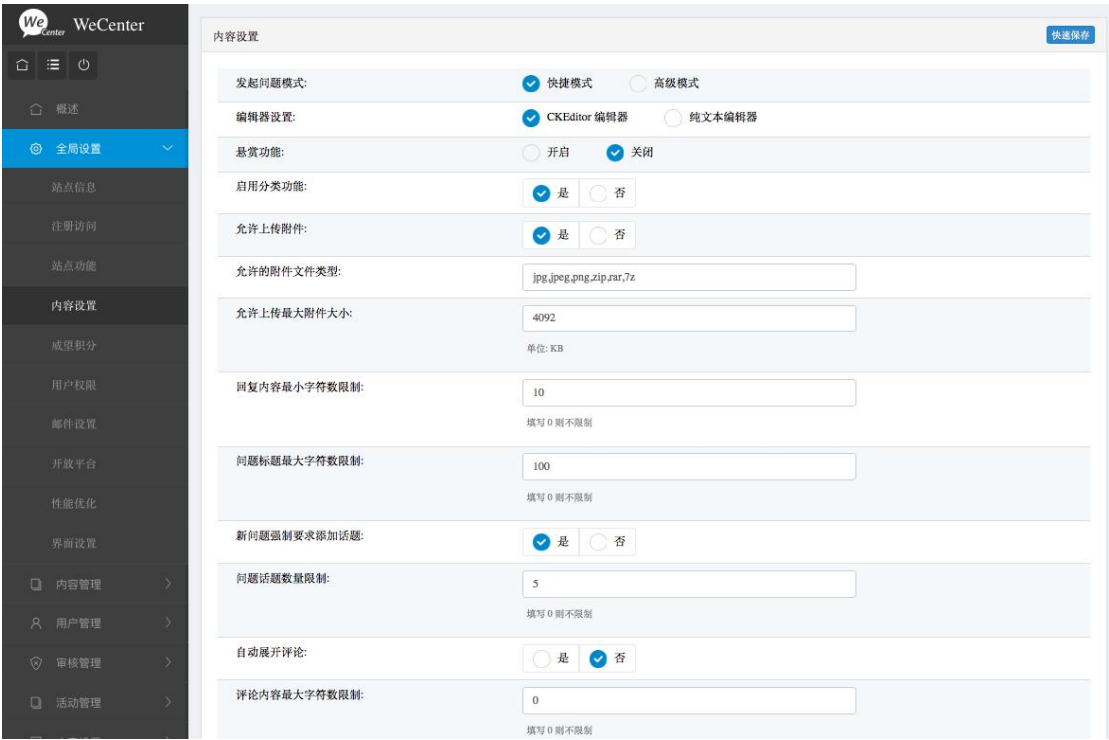 We Center WeCenter
概述
全局设置
站点信息
注册访问
站点功能
内容设置
威望积分
用户权限
邮件设置
开放平台
性能优化
界面设置
内容管理
用户管理
审核管理
活动管理
内容设置 快速保存
发起问题模式: 快捷模式 高级模式
编辑器设置: CKEditor 编辑器 纯文本编辑器
悬赏功能: 开启 关闭
启用分类功能: 是 否
允许上传附件: 是 否
允许的附件文件类型: jpg,jpeg,png,zip,rar,7z
允许上传最大附件大小: 4092
单位: KB
回复内容最小字符数限制: 10
填写 0 则不限制
问题标题最大字符数限制: 100
填写 0 则不限制
新问题强制要求添加话题: 是 否
问题话题数量限制: 5
填写 0 则不限制
自动展开评论: 是 否
评论内容最大字符数限制: 0
填写 0 则不限制